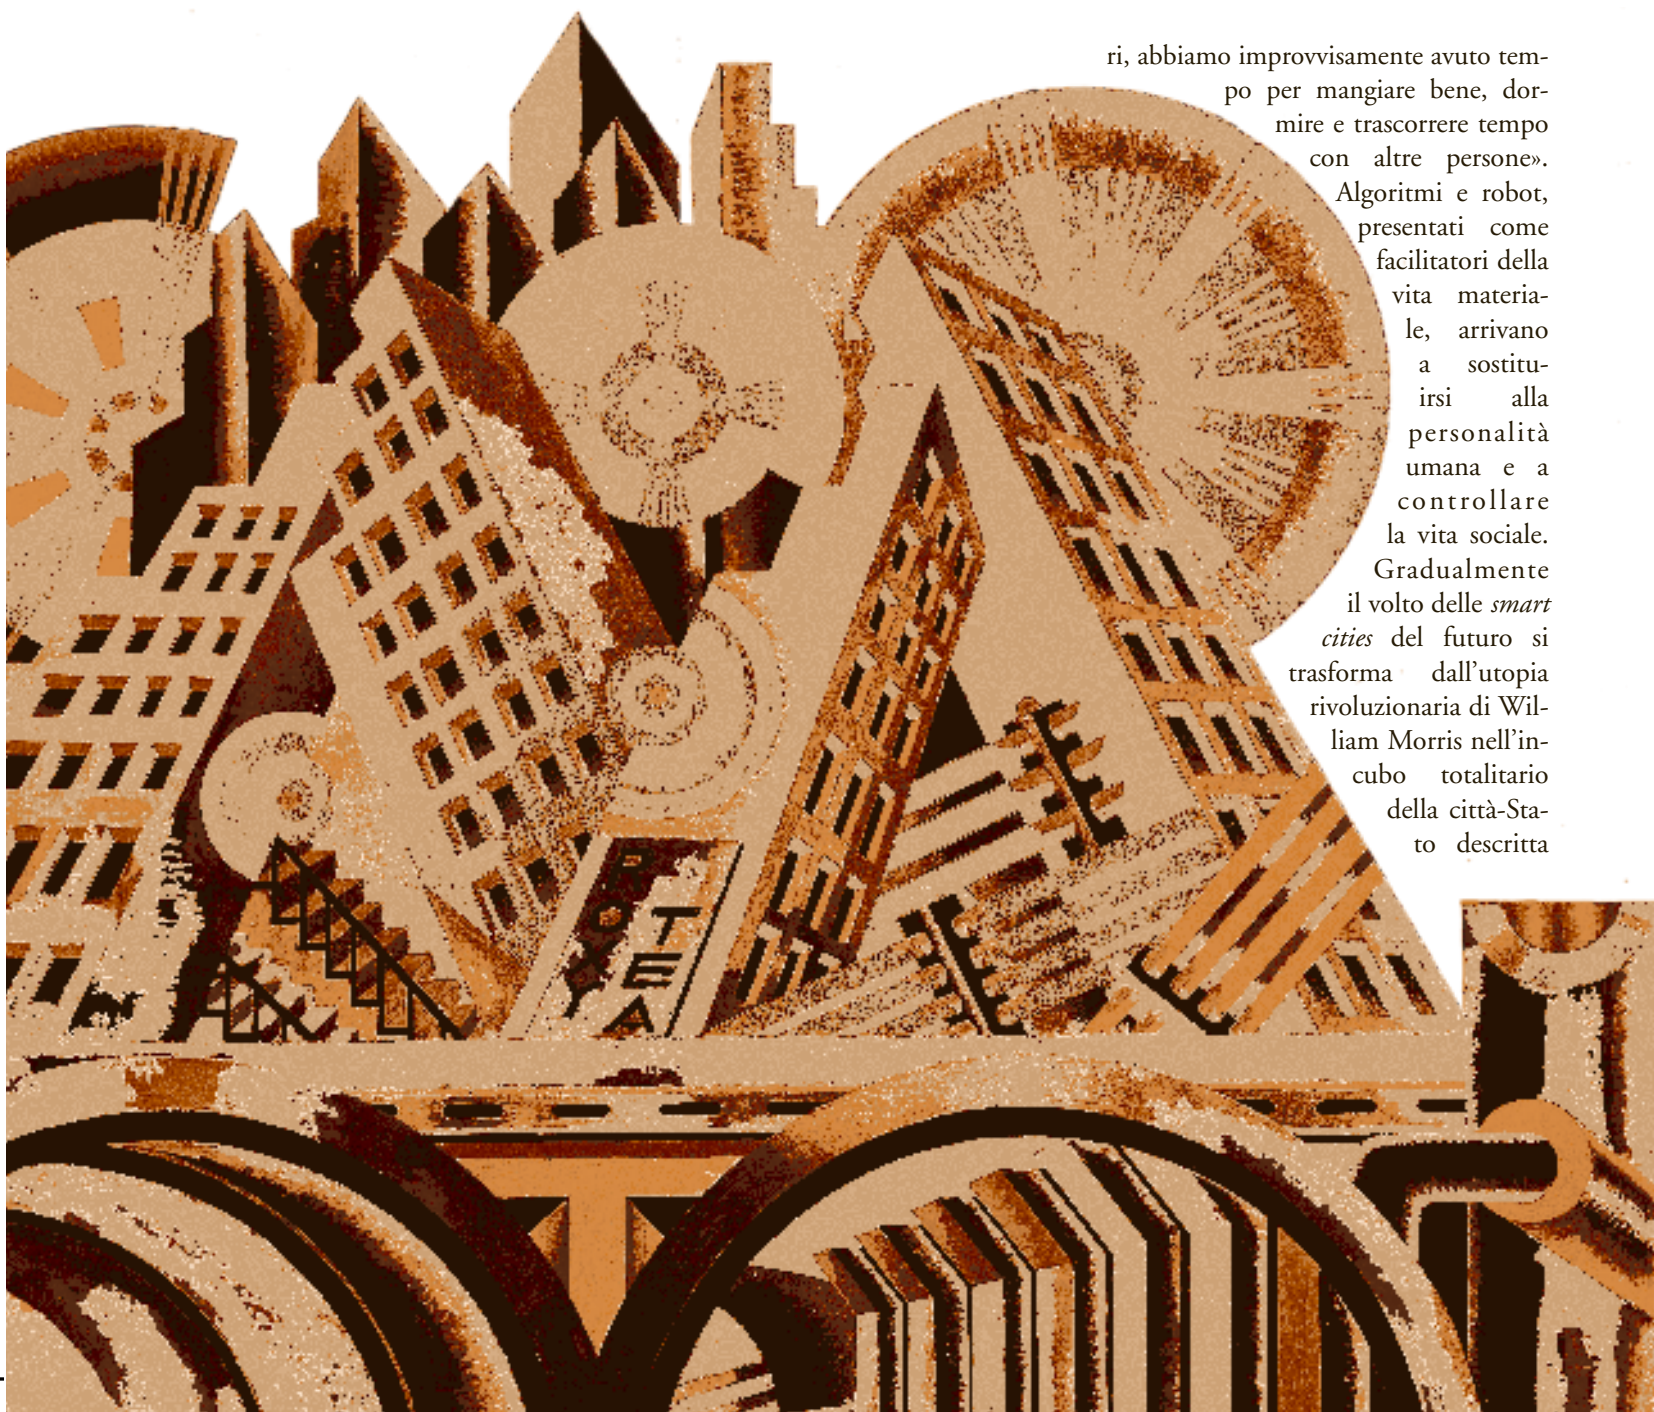 ri, abbiamo improvvisamente avuto tem-
po per mangiare bene, dor-
mire e trascorrere tempo
con altre persone».
Algoritmi e robot,
presentati come
facilitatori della
vita materia-
le, arrivano
a sostitu-
irsi alla
personalità
umana e a
controllare
la vita sociale.
Gradualmente
il volto delle smart
cities del futuro si
trasforma dall'utopia
rivoluzionaria di Wil-
liam Morris nell'in-
cubo totalitario
della città-Sta-
to descritta
ROXY
TEA